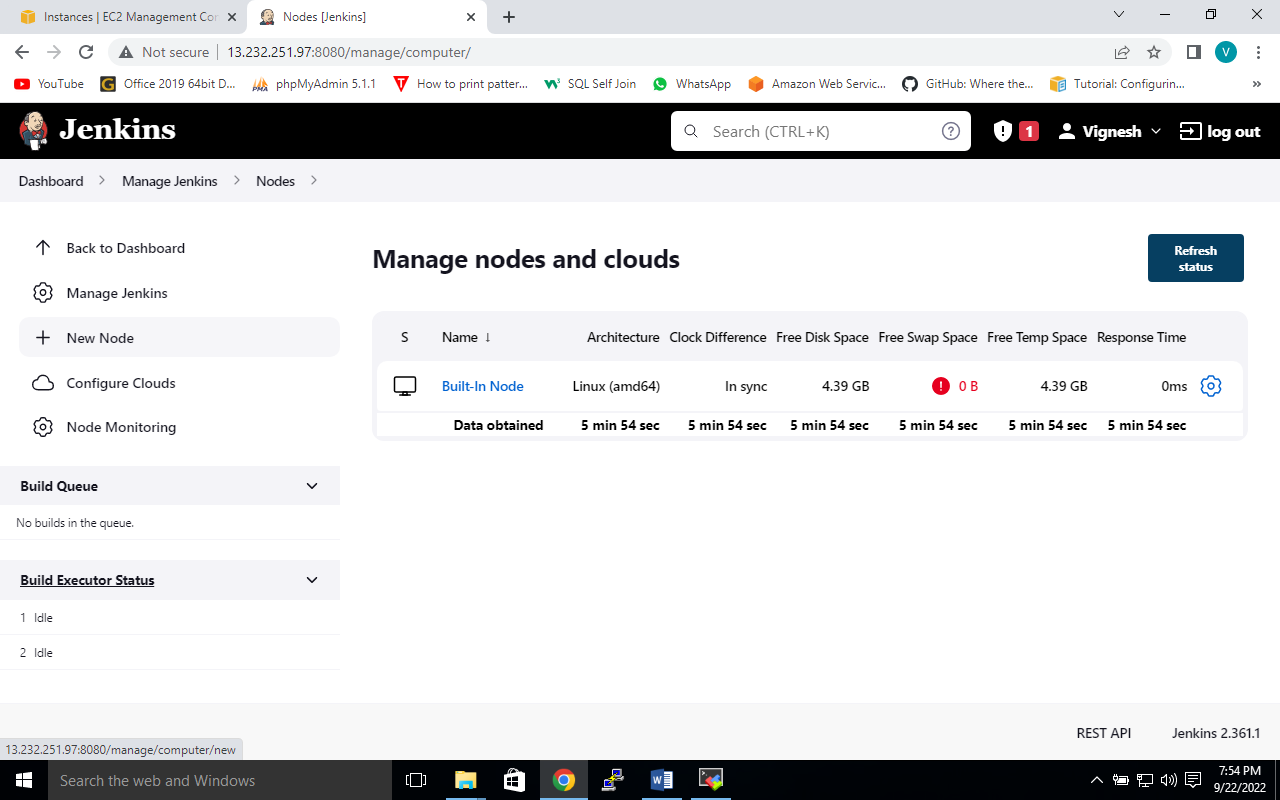 Instances | EC2 Management Con
Nodes [Jenkins]
Not secure
13.232.251.97:8080/manage/computer/
V
YouTube
Office 2019 64bit D...
phpMyAdmin 5.1.1
How to print patter...
SQL Self Join
WhatsApp
Amazon Web Servic...
GitHub: Where the...
Tutorial: Configurin...
»
Jenkins
Search (CTRL+K)
1
Vignesh
log out
Dashboard
Manage Jenkins
Nodes
Back to Dashboard
Manage Jenkins
New Node
Configure Clouds
Node Monitoring
Build Queue
No builds in the queue.
Build Executor Status
1 Idle
2 Idle
Manage nodes and clouds
Refresh
status
S Name ↓ Architecture Clock Difference Free Disk Space Free Swap Space Free Temp Space Response Time
Built-In Node Linux (amd64) In sync 4.39 GB 0 B 4.39 GB 0ms
Data obtained 5 min 54 sec 5 min 54 sec 5 min 54 sec 5 min 54 sec 5 min 54 sec 5 min 54 sec
REST API
Jenkins 2.361.1
13.232.251.97:8080/manage/computer/new
Search the web and Windows
7:54 PM
9/22/2022